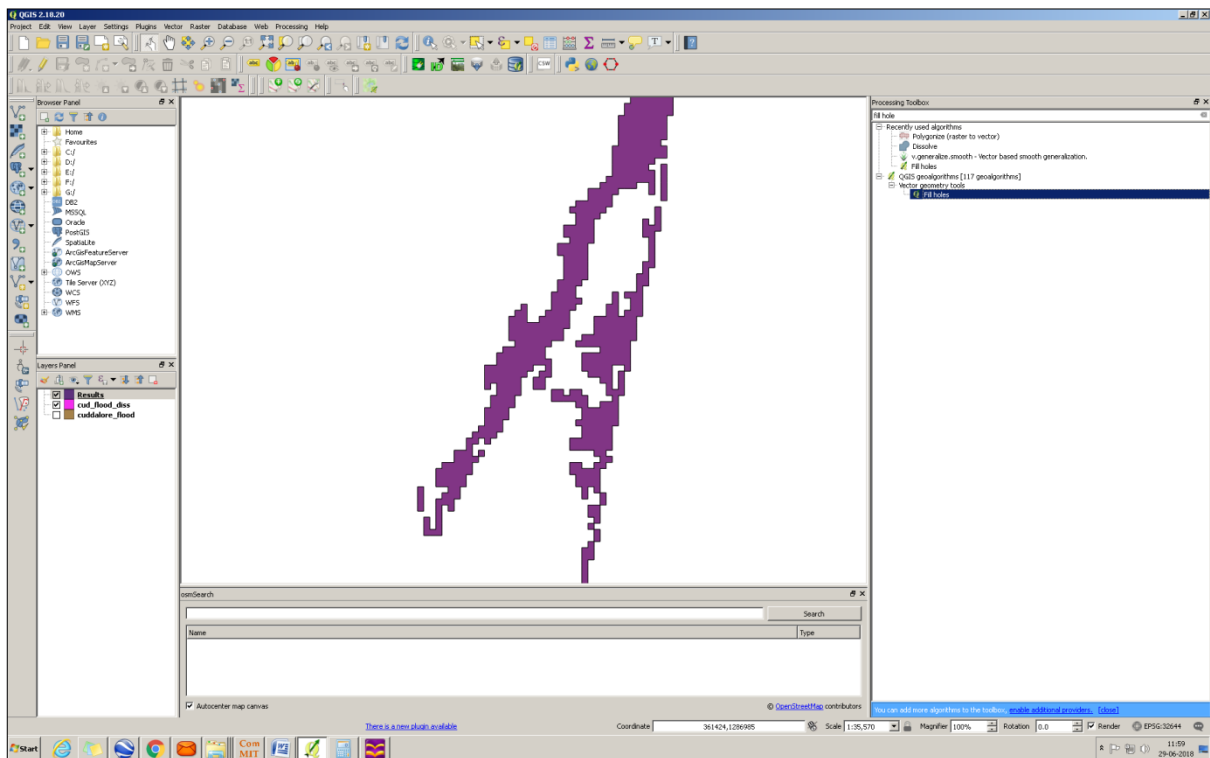 QGIS 2.18.20
Project Edit View Layer Settings Plugins Vector Raster Database Web Processing Help
CSW
Browser Panel
Home
Favourites
C:/
D:/
E:/
F:/
G:/
DB2
MSSQL
Oracle
PostGIS
SpatiaLite
ArcGisFeatureServer
ArcGisMapServer
OWS
Tile Server (XYZ)
WCS
WFS
WMS
Layers Panel
Results
cud_flood_diss
cuddalore_flood
osmSearch
Search
Name Type
Autocenter map canvas
© OpenStreetMap contributors
Processing Toolbox
fill hole
Recently used algorithms
Polygonize (raster to vector)
Dissolve
v.generalize.smooth - Vector based smooth generalization.
Fill holes
QGIS geoalgorithms [117 geoalgorithms]
Vector geometry tools
Fill holes
You can add more algorithms to the toolbox, enable additional providers. [close]
There is a new plugin available
Coordinate 361424,1286985 Scale 1:35,570 Magnifier 100% Rotation 0.0 Render EPSG:32644
Start
Com
MIT
11:59
29-06-2018